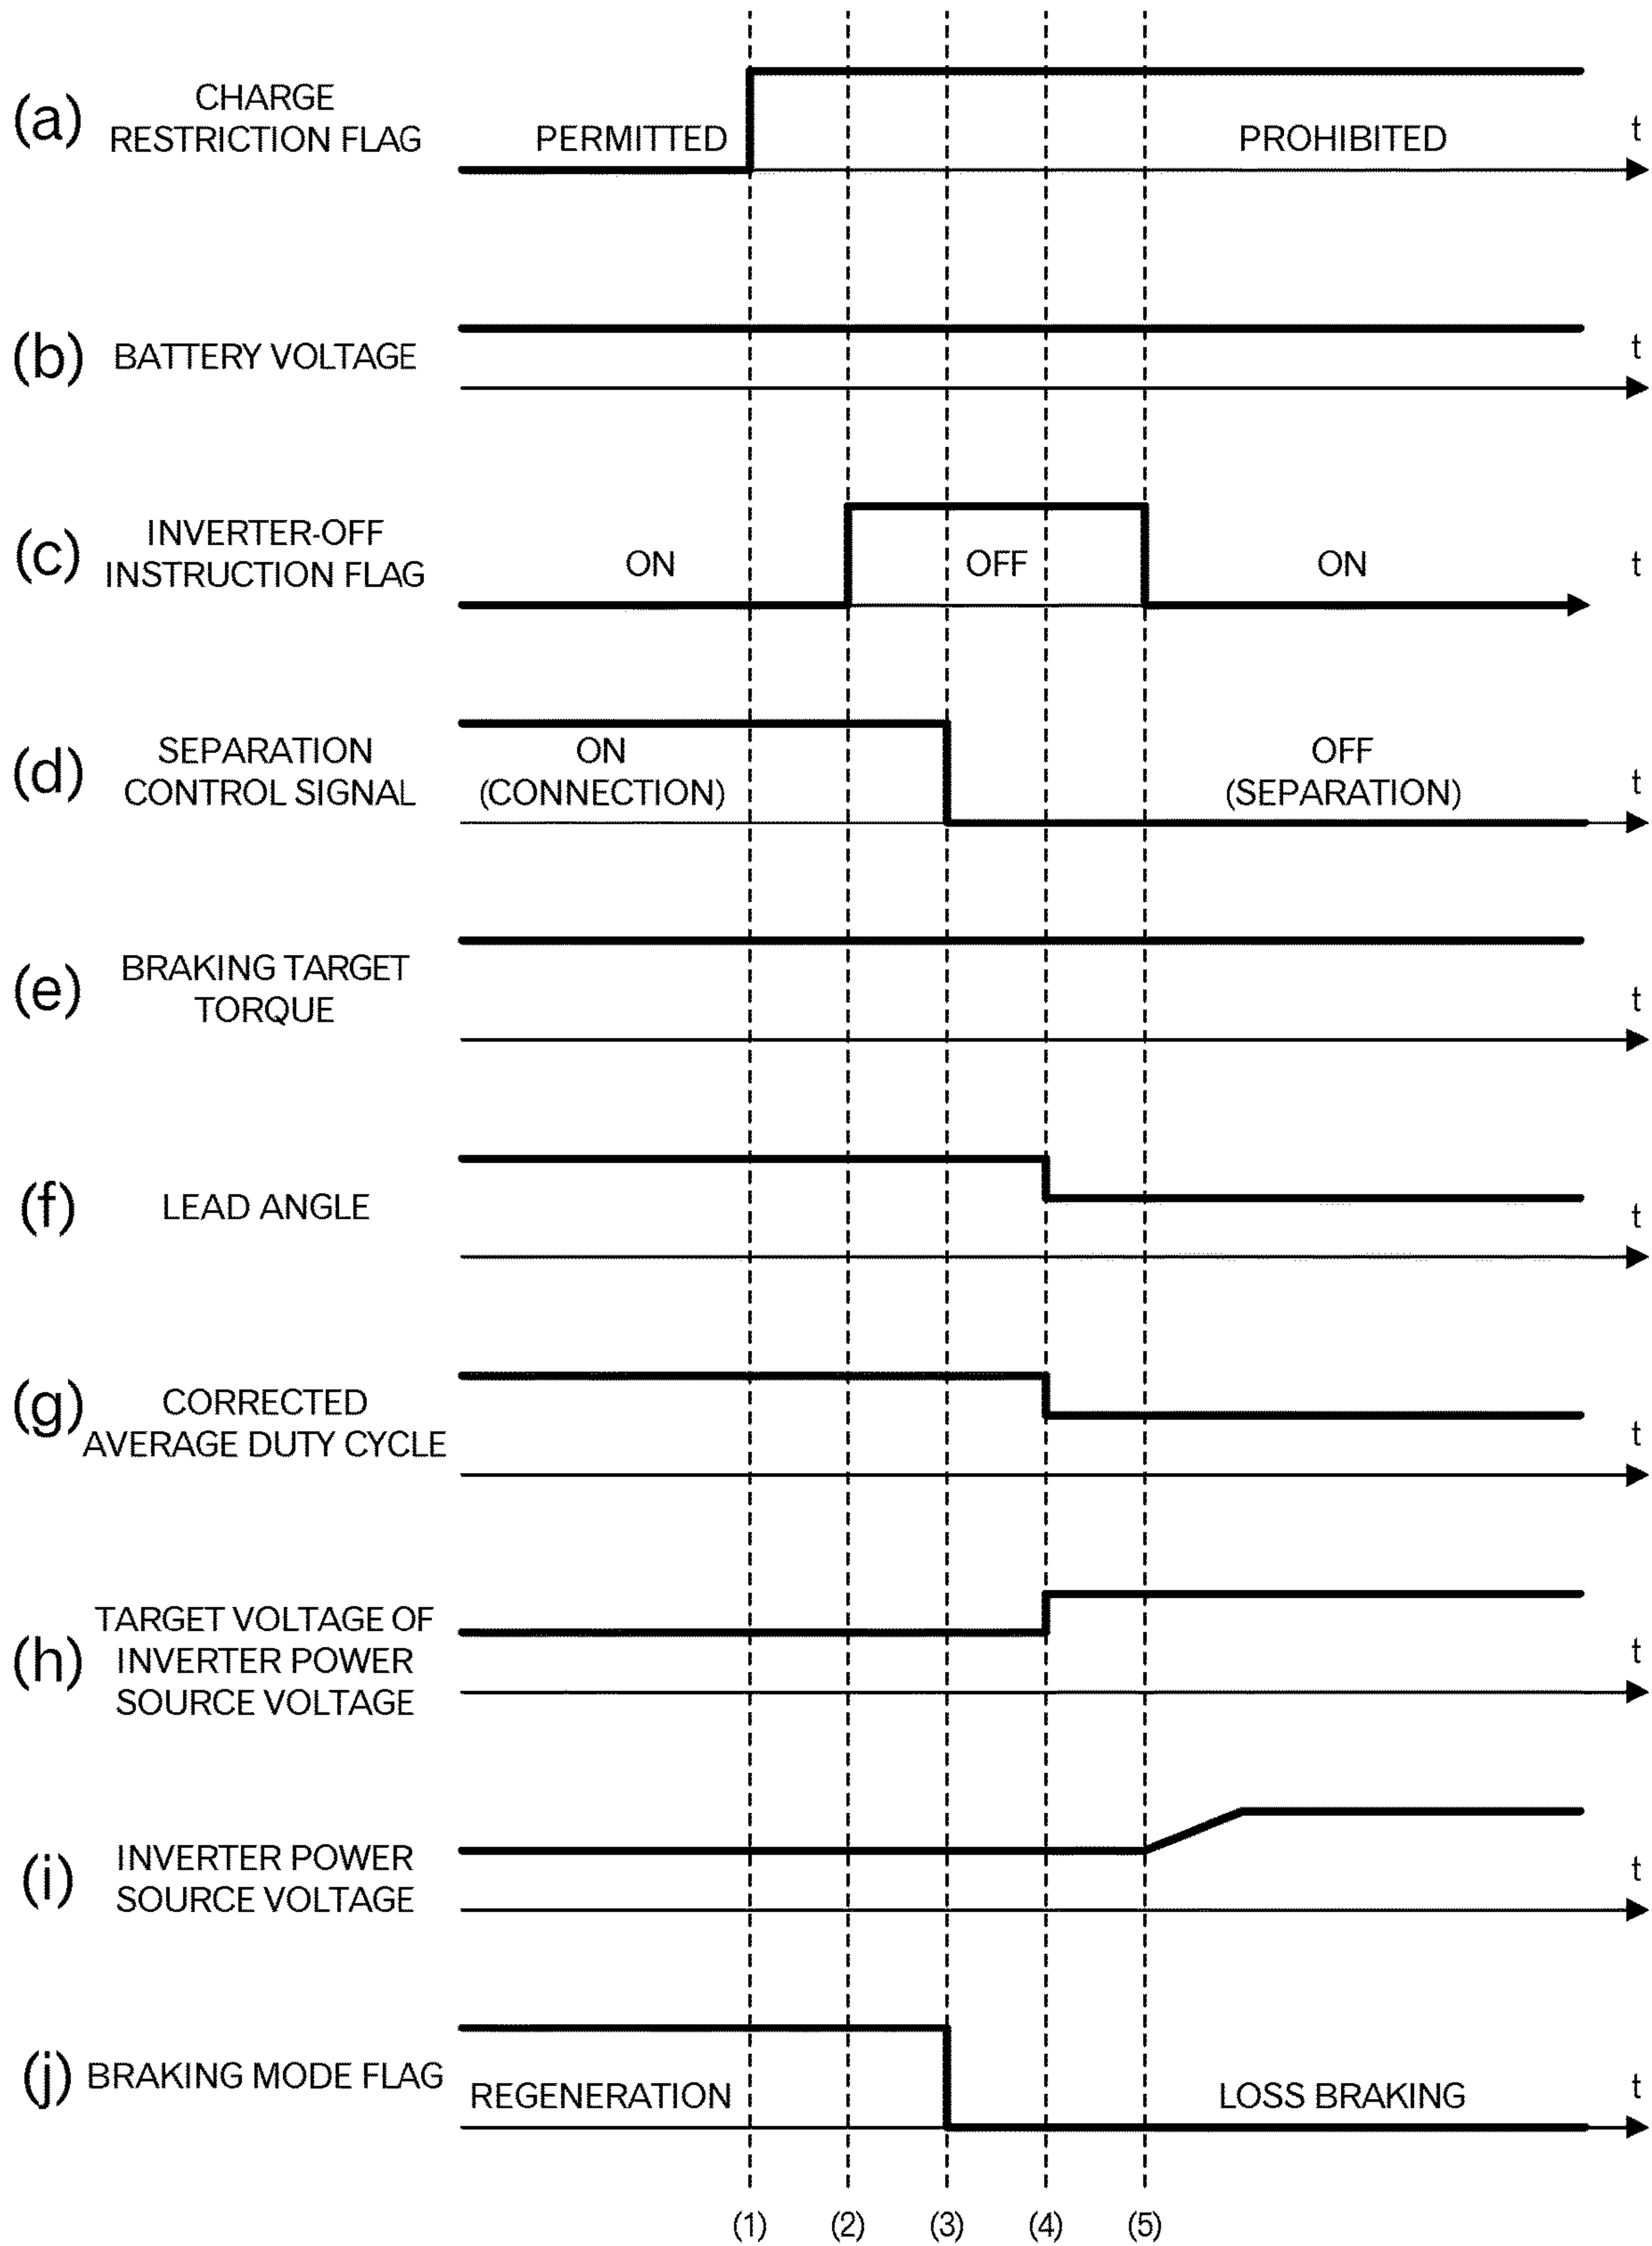 (a) CHARGE
RESTRICTION FLAG
PERMITTED
PROHIBITED
t
(b) BATTERY VOLTAGE
t
(c) INVERTER-OFF
INSTRUCTION FLAG
ON
OFF
ON
t
(d) SEPARATION
CONTROL SIGNAL
ON
(CONNECTION)
OFF
(SEPARATION)
t
(e) BRAKING TARGET
TORQUE
t
(f) LEAD ANGLE
t
(g) CORRECTED
AVERAGE DUTY CYCLE
t
(h) TARGET VOLTAGE OF
INVERTER POWER
SOURCE VOLTAGE
t
(i) INVERTER POWER
SOURCE VOLTAGE
t
(j) BRAKING MODE FLAG
REGENERATION
LOSS BRAKING
t
(1) (2) (3) (4) (5)